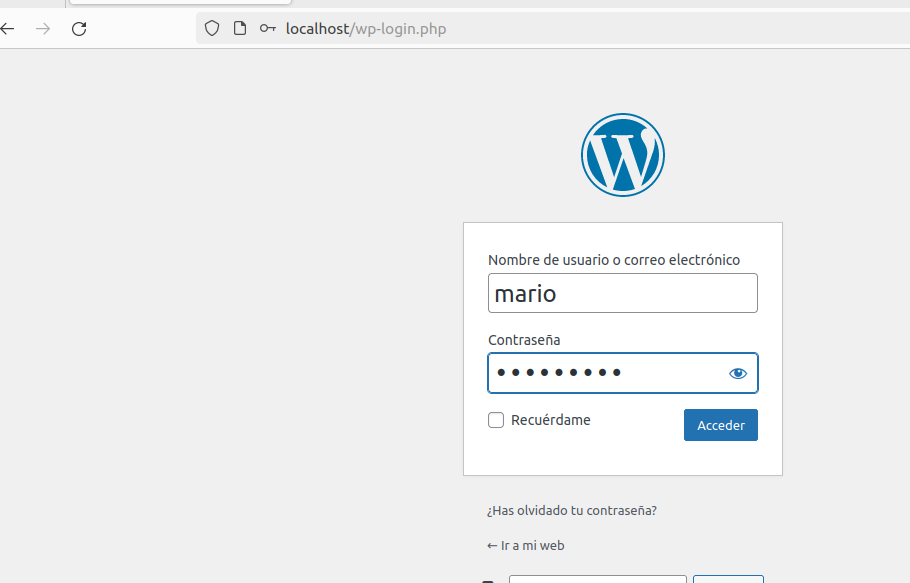 localhost/wp-login.php
Nombre de usuario o correo electrónico
mario
Contraseña
•••••••••
Recuérdame
Acceder
¿Has olvidado tu contraseña?
← Ir a mi web